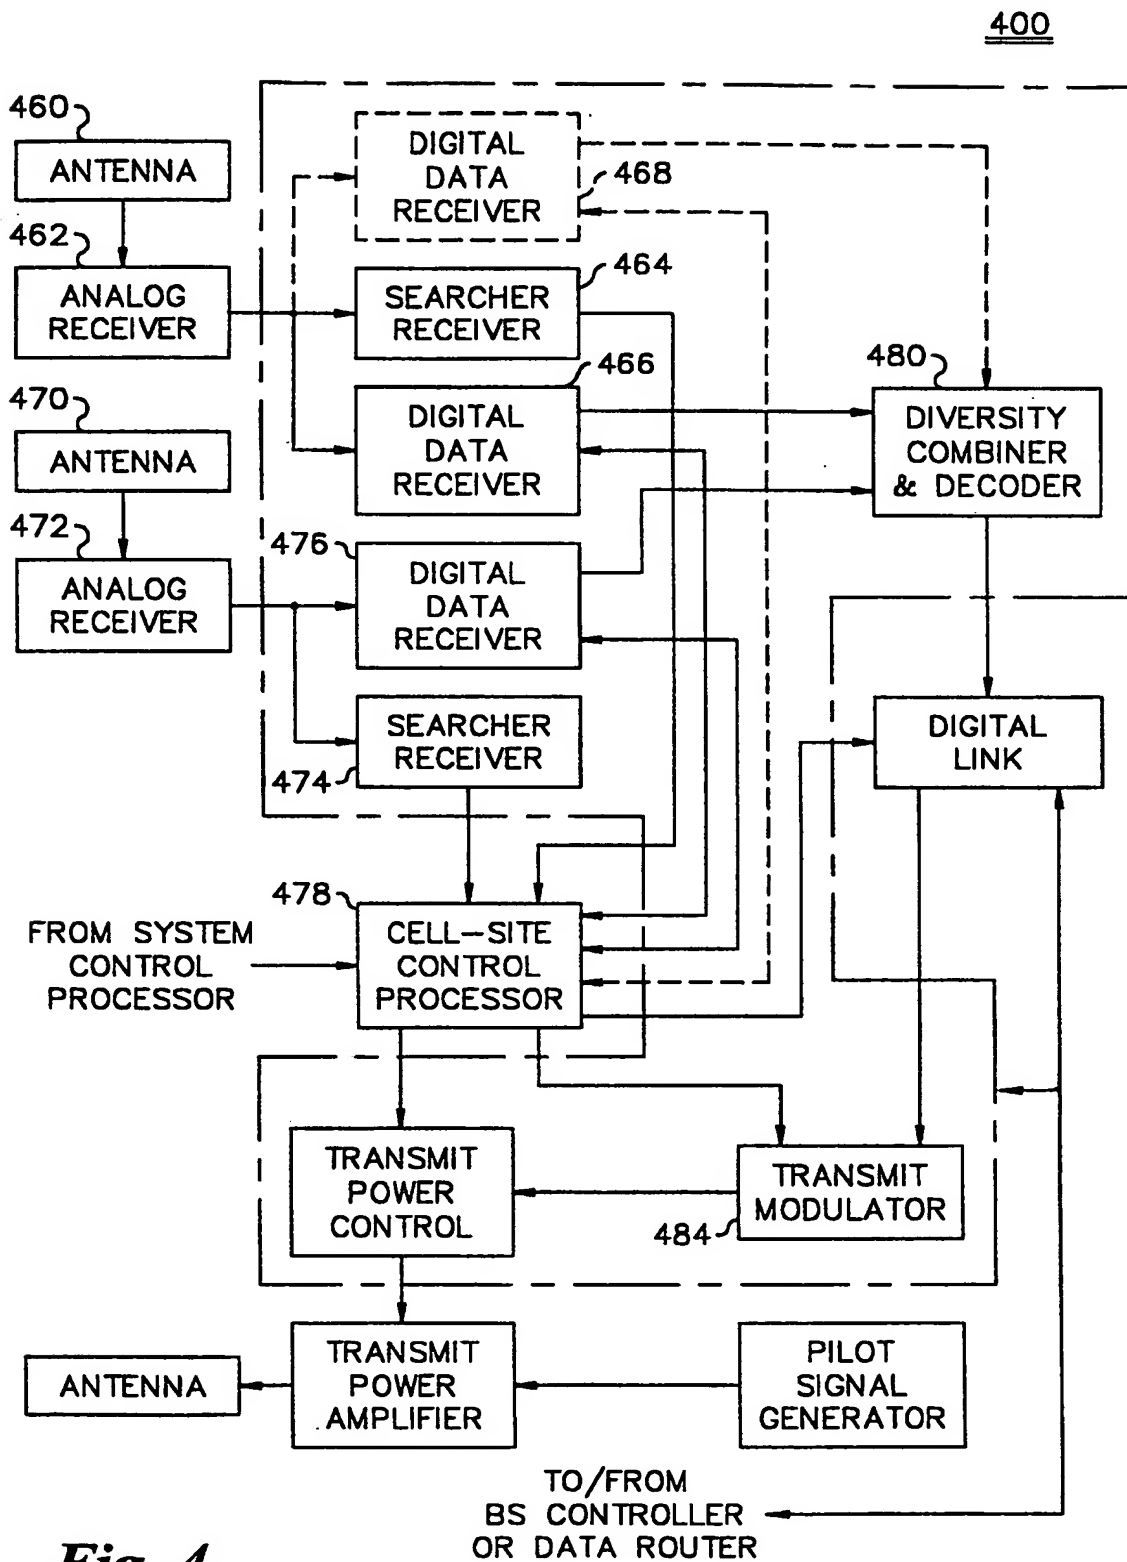 400
460
ANTENNA
462
ANALOG
RECEIVER
470
ANTENNA
472
ANALOG
RECEIVER
DIGITAL
DATA
RECEIVER
468
SEARCHER
RECEIVER
464
466
DIGITAL
DATA
RECEIVER
476
DIGITAL
DATA
RECEIVER
SEARCHER
RECEIVER
474
480
DIVERSITY
COMBINER
& DECODER
DIGITAL
LINK
478
CELL-SITE
CONTROL
PROCESSOR
FROM SYSTEM
CONTROL
PROCESSOR
TRANSMIT
POWER
CONTROL
TRANSMIT
MODULATOR
484
ANTENNA
TRANSMIT
POWER
AMPLIFIER
PILOT
SIGNAL
GENERATOR
TO/FROM
BS CONTROLLER
OR DATA ROUTER
Fig. 4